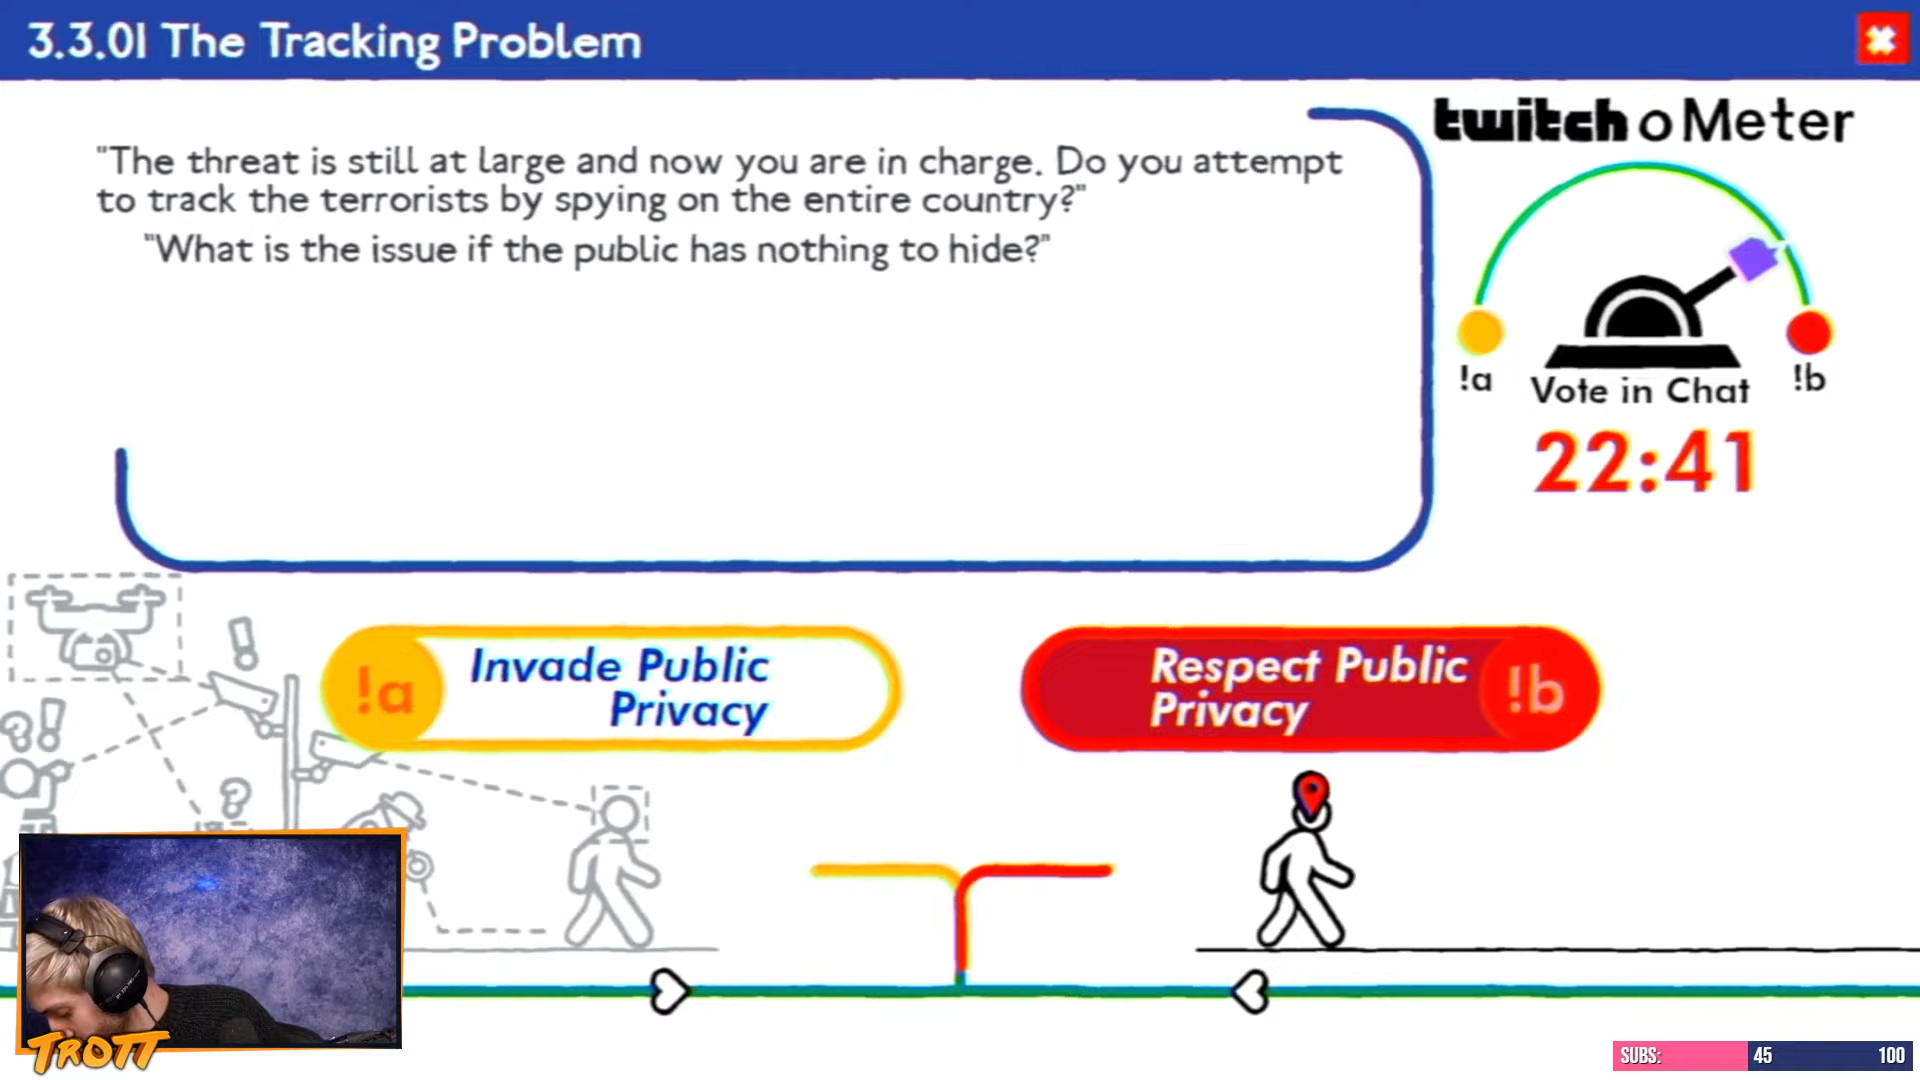 3.3.01 The Tracking Problem
"The threat is still at large and now you are in charge. Do you attempt
to track the terrorists by spying on the entire country?"
"What is the issue if the public has nothing to hide?"
twitch o Meter
!a
Vote in Chat
!b
22:41
!a
Invade Public
Privacy
Respect Public
Privacy
!b
TROTT
SUBS:
45
100